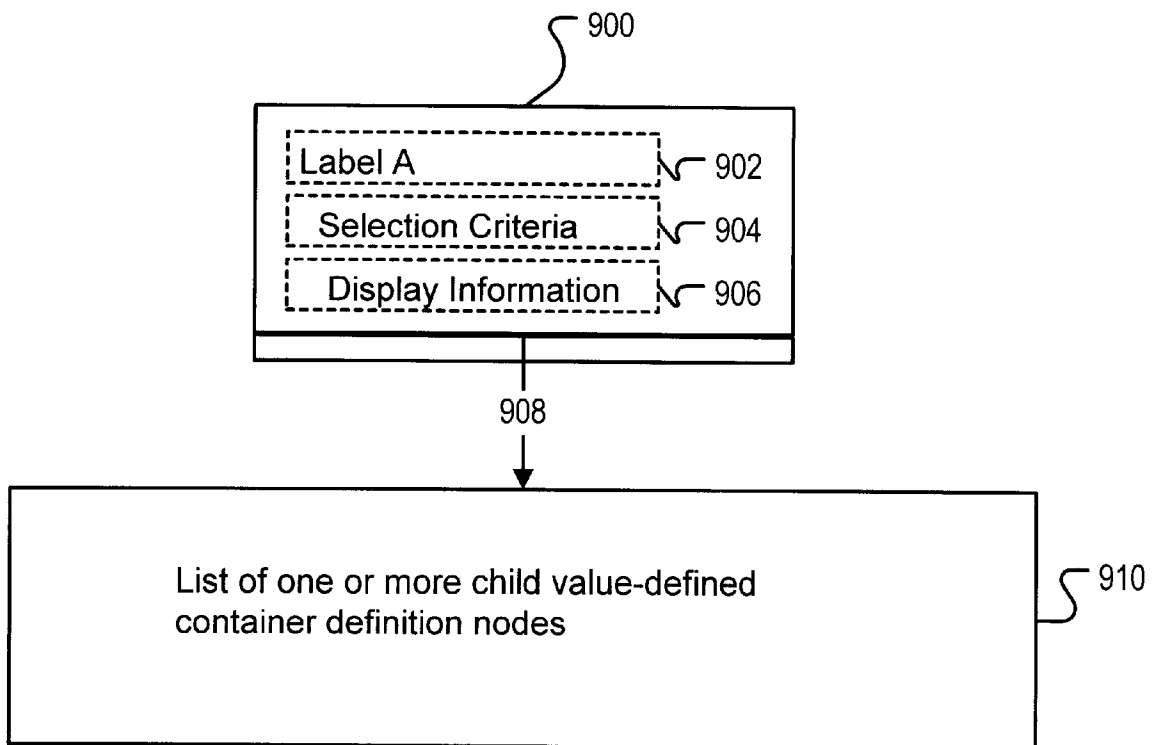 900
Label A
902
Selection Criteria
904
Display Information
906
908
List of one or more child value-defined
container definition nodes
910